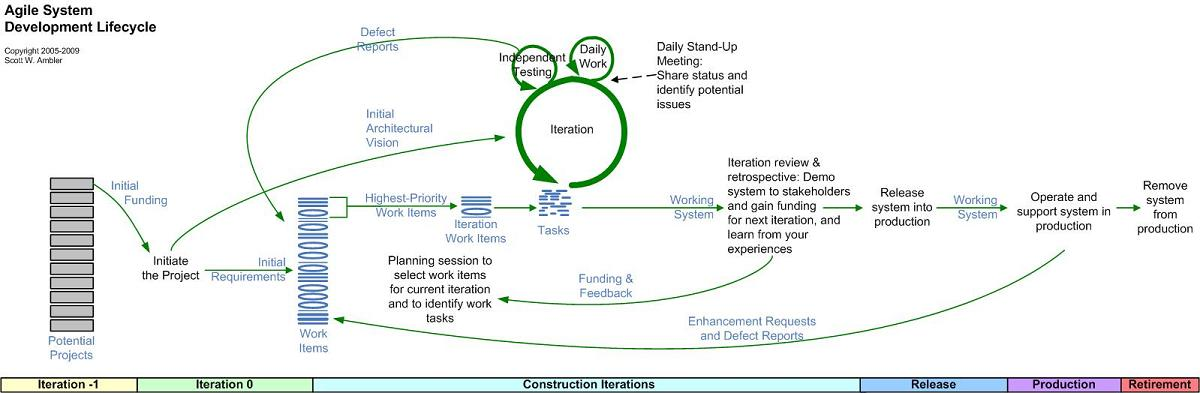 Agile System
Development Lifecycle
Copyright 2005-2009
Scott W. Ambler
Defect
Reports
Independent
Testing
Daily
Work
Daily Stand-Up
Meeting:
Share status and
identify potential
issues
Initial
Architectural
Vision
Iteration
Initial
Funding
Highest-Priority
Work Items
Iteration
Work Items
Tasks
Working
System
Iteration review &
retrospective: Demo
system to stakeholders
and gain funding
for next iteration, and
learn from your
experiences
Release
system into
production
Working
System
Operate and
support system in
production
Remove
system
from
production
Initiate
the Project
Initial
Requirements
Planning session to
select work items
for current iteration
and to identify work
tasks
Funding &
Feedback
Enhancement Requests
and Defect Reports
Potential
Projects
Work
Items
Iteration -1
Iteration 0
Construction Iterations
Release
Production
Retirement